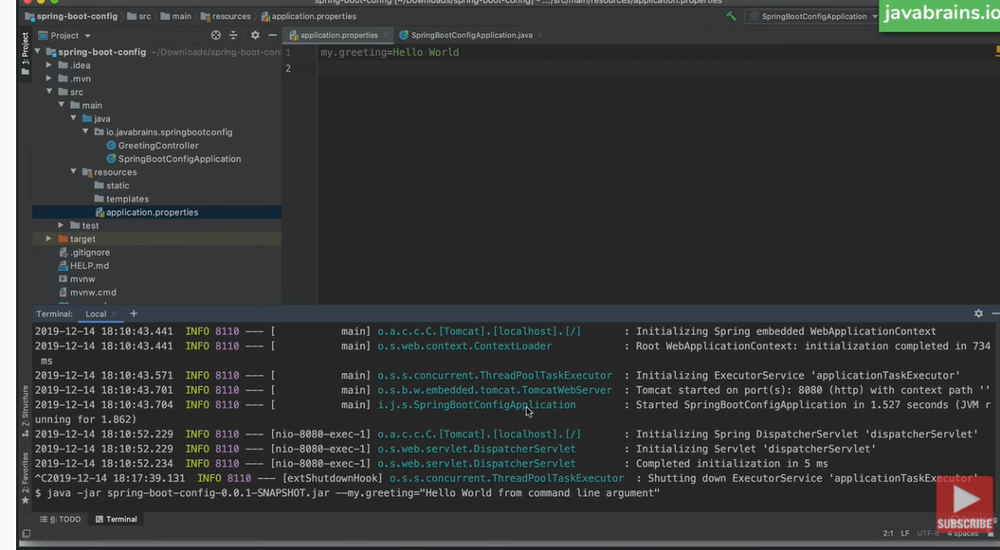 spring-boot-config src main resources application.properties SpringBootConfigApplication javabrains.io
1: Project Project application.properties SpringBootConfigApplication.java
spring-boot-config ~/Downloads/spring-boot-con 1 my.greeting=Hello World
.idea 2
.mvn
src
main
java
io.javabrains.springbootconfig
GreetingController
SpringBootConfigApplication
resources
static
templates
application.properties
test
target
.gitignore
HELP.md
mvnw
mvnw.cmd
Terminal: Local +
2019-12-14 18:10:43.441 INFO 8110 --- [ main] o.a.c.c.C.[Tomcat].[localhost].[/] : Initializing Spring embedded WebApplicationContext
2019-12-14 18:10:43.441 INFO 8110 --- [ main] o.s.web.context.ContextLoader : Root WebApplicationContext: initialization completed in 734
ms
2019-12-14 18:10:43.571 INFO 8110 --- [ main] o.s.s.concurrent.ThreadPoolTaskExecutor : Initializing ExecutorService 'applicationTaskExecutor'
2019-12-14 18:10:43.701 INFO 8110 --- [ main] o.s.b.w.embedded.tomcat.TomcatWebServer : Tomcat started on port(s): 8080 (http) with context path ''
2019-12-14 18:10:43.704 INFO 8110 --- [ main] i.j.s.SpringBootConfigApplication : Started SpringBootConfigApplication in 1.527 seconds (JVM r
unning for 1.862)
2019-12-14 18:10:52.229 INFO 8110 --- [nio-8080-exec-1] o.a.c.c.C.[Tomcat].[localhost].[/] : Initializing Spring DispatcherServlet 'dispatcherServlet'
2019-12-14 18:10:52.229 INFO 8110 --- [nio-8080-exec-1] o.s.web.servlet.DispatcherServlet : Initializing Servlet 'dispatcherServlet'
2019-12-14 18:10:52.234 INFO 8110 --- [nio-8080-exec-1] o.s.web.servlet.DispatcherServlet : Completed initialization in 5 ms
^C2019-12-14 18:17:39.131 INFO 8110 --- [extShutdownHook] o.s.s.concurrent.ThreadPoolTaskExecutor : Shutting down ExecutorService 'applicationTaskExecutor'
$ java -jar spring-boot-config-0.0.1-SNAPSHOT.jar --my.greeting="Hello World from command line argument"
Z: Structure
2: Favorites
6: TODO Terminal
SUBSCRIBE
2:1 LF UTF-8 4 spaces